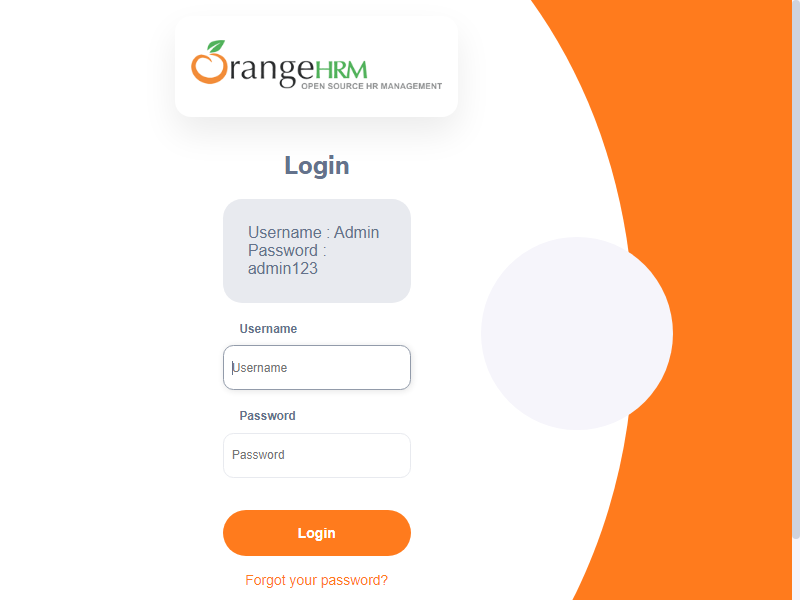 OrangeHRM
OPEN SOURCE HR MANAGEMENT
Login
Username : Admin
Password :
admin123
Username
Username
Password
Password
Login
Forgot your password?